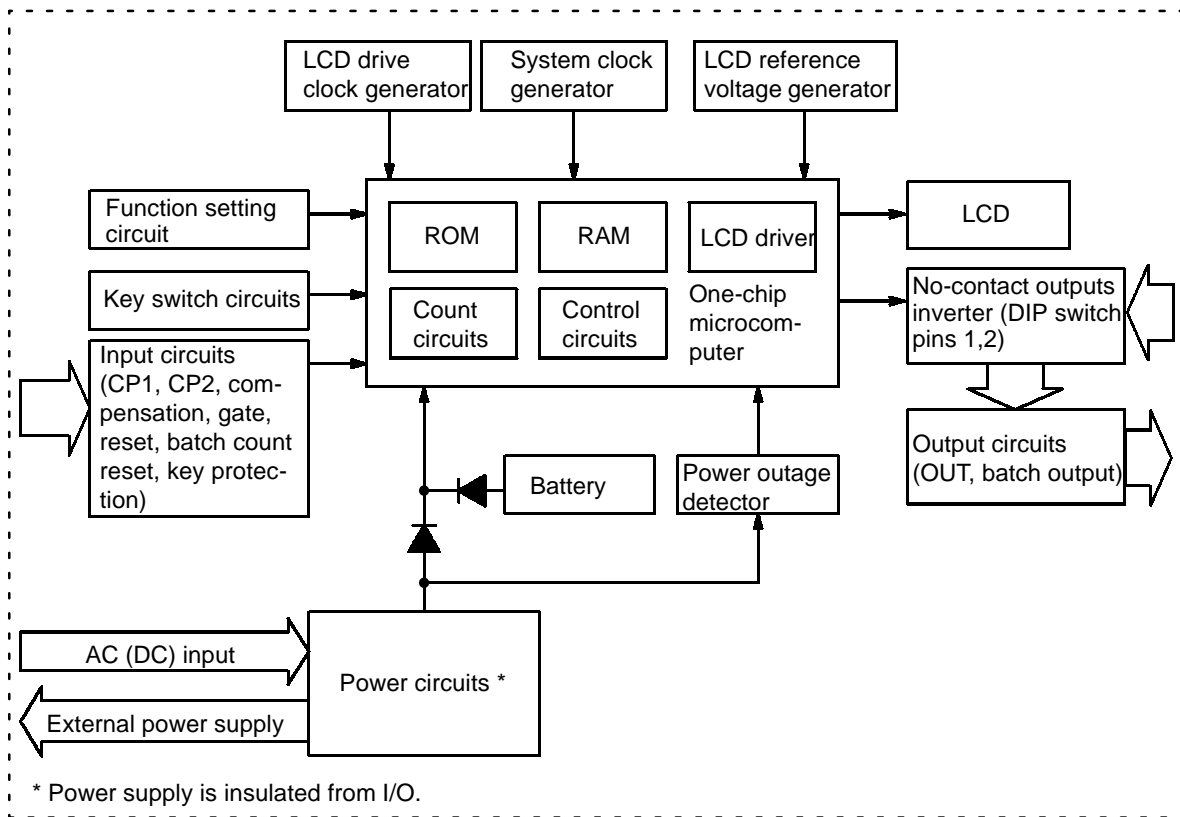 LCD drive
clock generator
System clock
generator
LCD reference
voltage generator
Function setting
circuit
ROM
RAM
LCD driver
LCD
Key switch circuits
Count
circuits
Control
circuits
One-chip
microcom-
puter
No-contact outputs
inverter (DIP switch
pins 1,2)
Input circuits
(CP1, CP2, com-
pensation, gate,
reset, batch count
reset, key protec-
tion)
Output circuits
(OUT, batch output)
Battery
Power outage
detector
AC (DC) input
Power circuits *
External power supply
* Power supply is insulated from I/O.